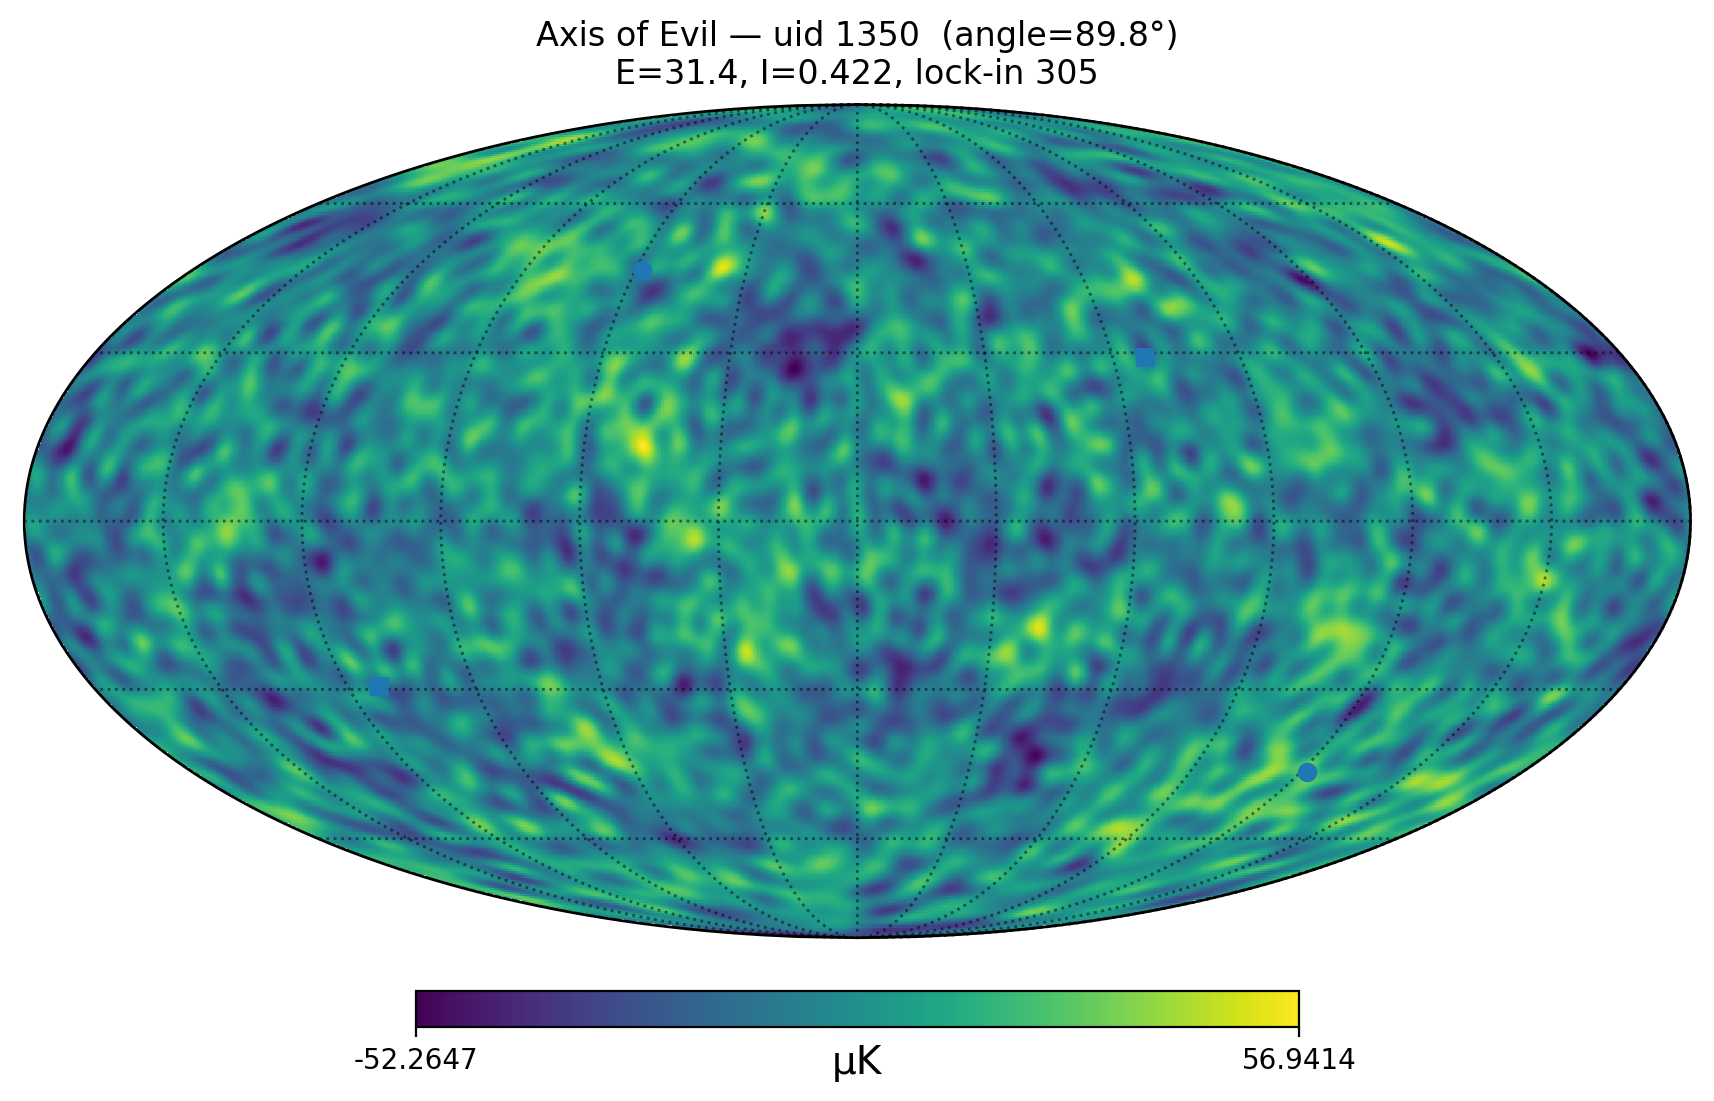 Axis of Evil — uid 1350  (angle=89.8°)
E=31.4, I=0.422, lock-in 305
-52.2647
µK
56.9414